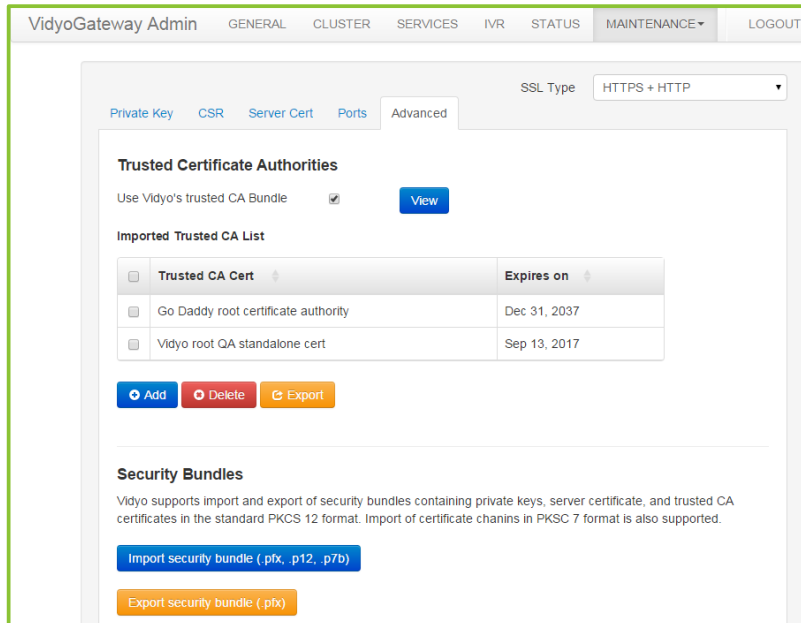 VidyoGateway Admin GENERAL CLUSTER SERVICES IVR STATUS MAINTENANCE LOGOUT
SSL Type HTTPS + HTTP
Private Key CSR Server Cert Ports Advanced
Trusted Certificate Authorities
Use Vidyo's trusted CA Bundle View
Imported Trusted CA List
Trusted CA Cert Expires on
Go Daddy root certificate authority Dec 31, 2037
Vidyo root QA standalone cert Sep 13, 2017
Add Delete Export
Security Bundles
Vidyo supports import and export of security bundles containing private keys, server certificate, and trusted CA
certificates in the standard PKCS 12 format. Import of certificate chanins in PKSC 7 format is also supported.
Import security bundle (.pfx, .p12, .p7b)
Export security bundle (.pfx)